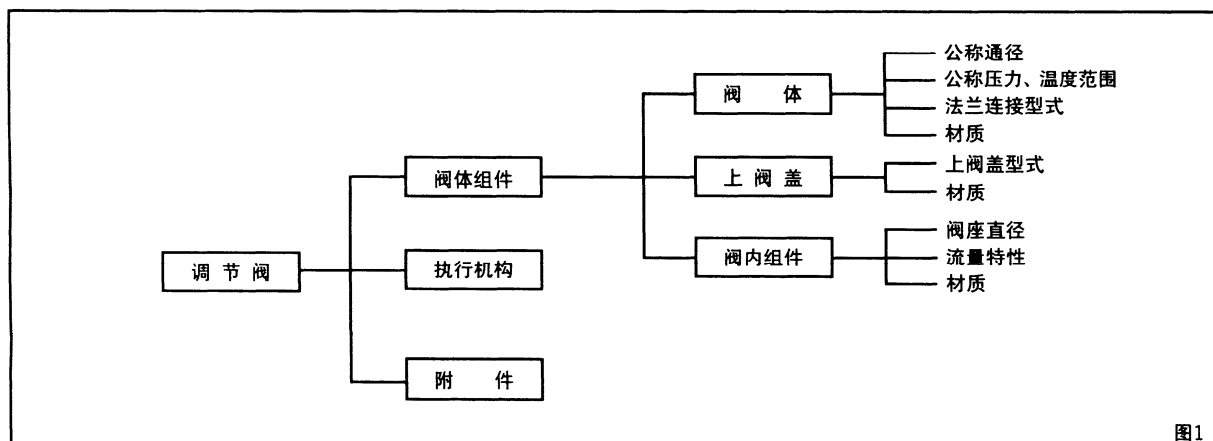 公称通径
公称压力、温度范围
阀　体
法兰连接型式
材质
阀体组件
上 阀 盖
上阀盖型式
材质
阀座直径
调 节 阀
执行机构
阀内组件
流量特性
材质
附　件
图1